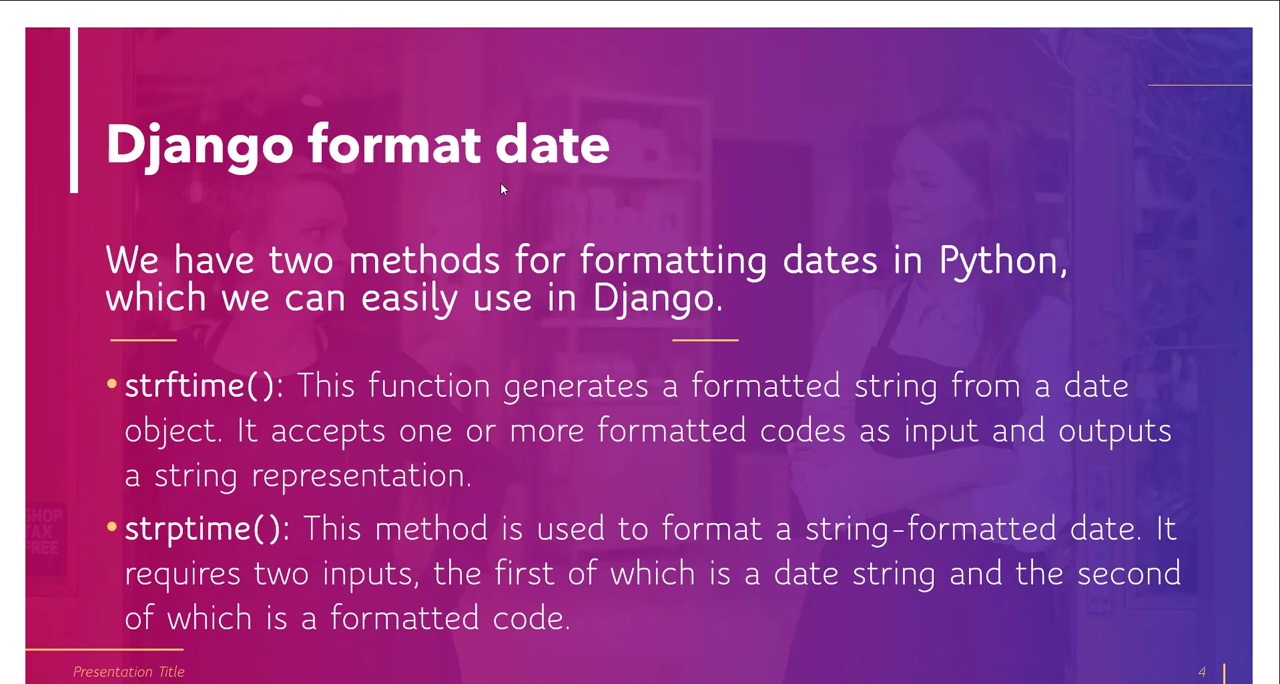 Django format date
We have two methods for formatting dates in Python,
which we can easily use in Django.
• strftime(): This function generates a formatted string from a date
object. It accepts one or more formatted codes as input and outputs
a string representation.
• strptime(): This method is used to format a string-formatted date. It
requires two inputs, the first of which is a date string and the second
of which is a formatted code.
SHOP
TAX
FREE
Presentation Title
4